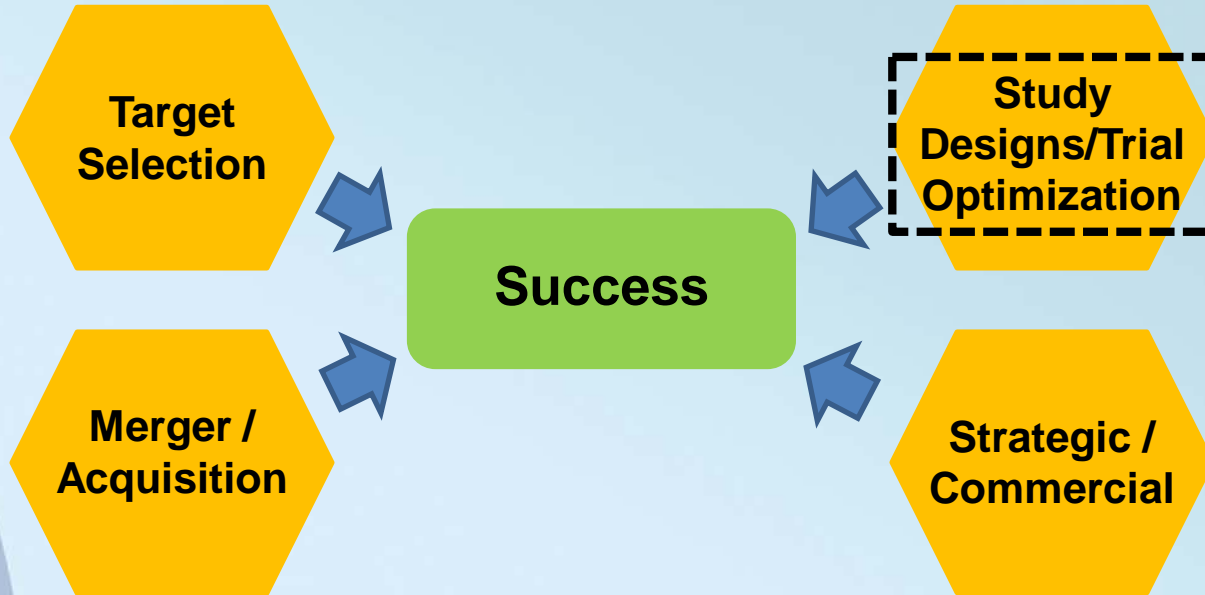 Target
Selection
Study
Designs/Trial
Optimization
Success
Merger /
Acquisition
Strategic /
Commercial